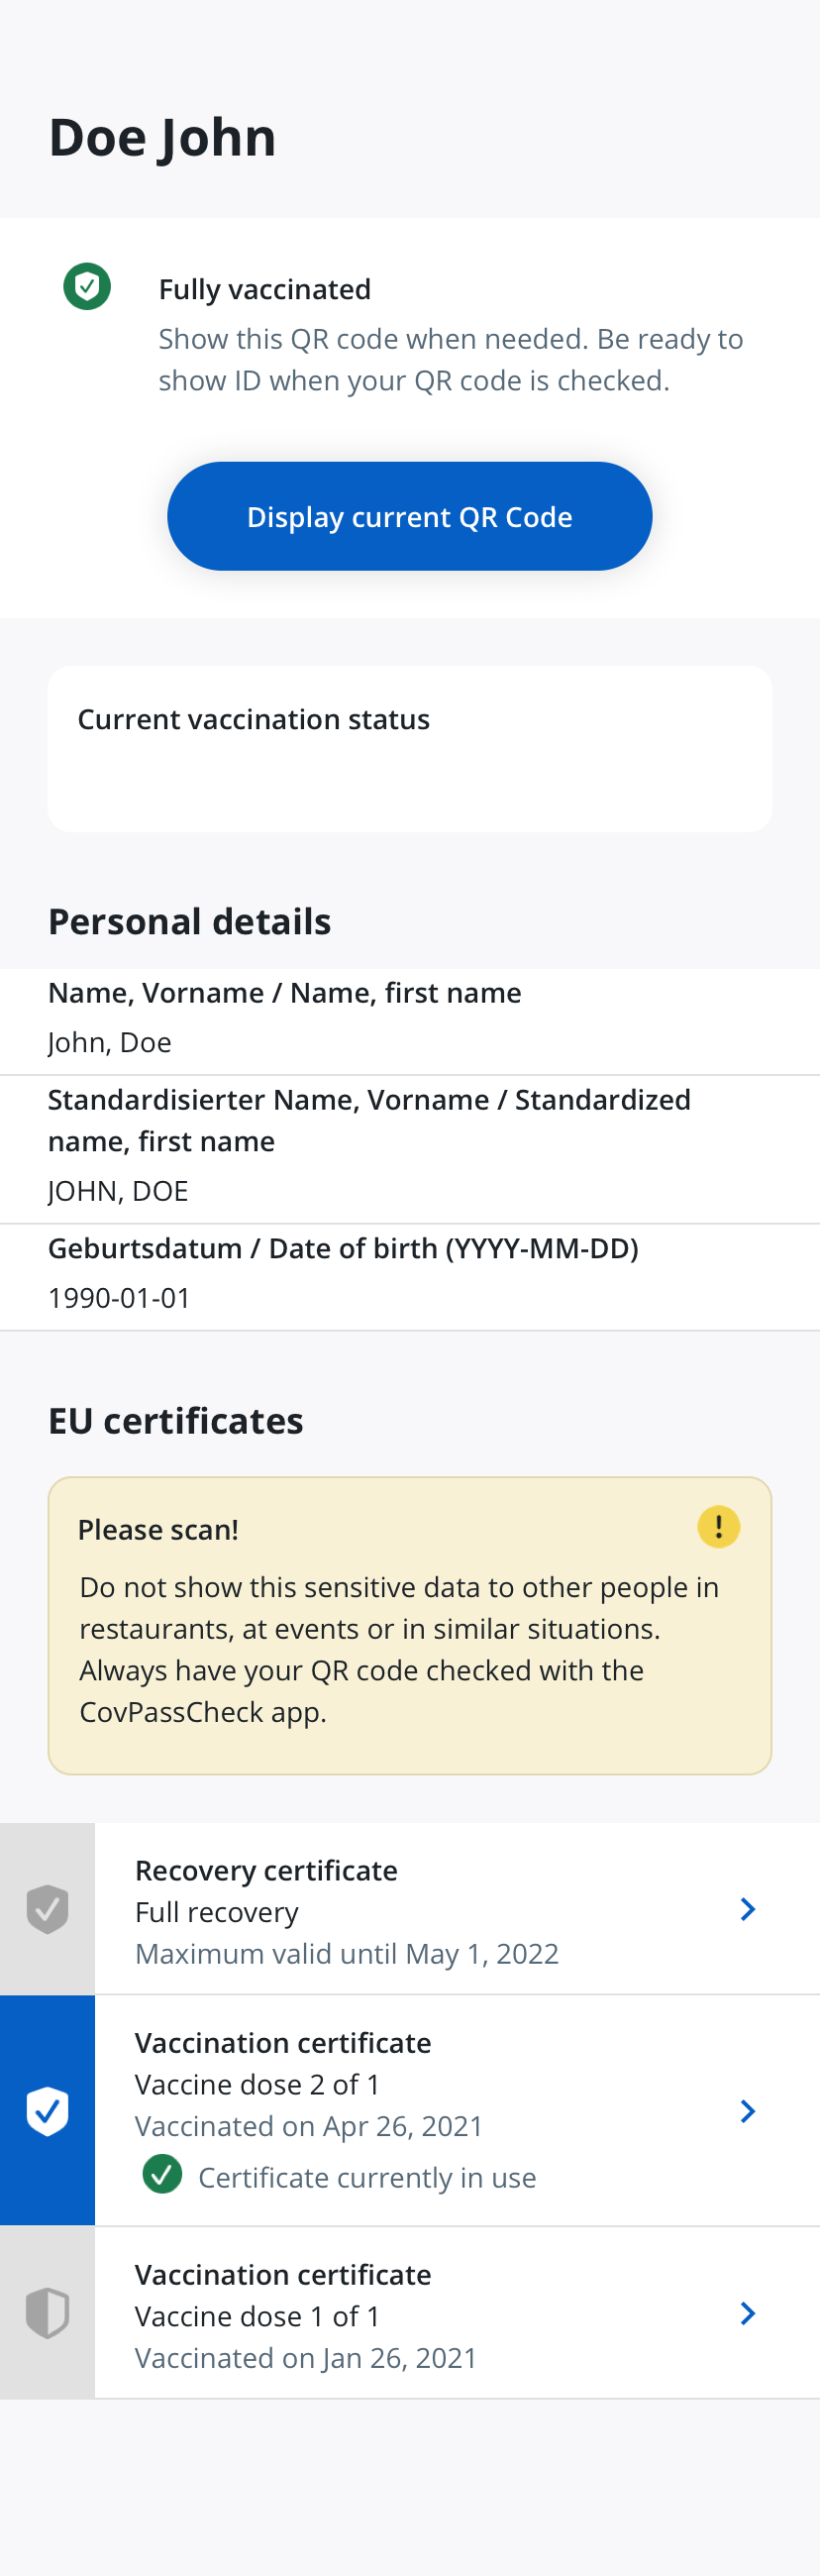 Doe John
Fully vaccinated
Show this QR code when needed. Be ready to
show ID when your QR code is checked.
Display current QR Code
Current vaccination status
Personal details
Name, Vorname / Name, first name
John, Doe
Standardisierter Name, Vorname / Standardized
name, first name
JOHN, DOE
Geburtsdatum / Date of birth (YYYY-MM-DD)
1990-01-01
EU certificates
Please scan!
Do not show this sensitive data to other people in
restaurants, at events or in similar situations.
Always have your QR code checked with the
CovPassCheck app.
Recovery certificate
Full recovery
Maximum valid until May 1, 2022
Vaccination certificate
Vaccine dose 2 of 1
Vaccinated on Apr 26, 2021
Certificate currently in use
Vaccination certificate
Vaccine dose 1 of 1
Vaccinated on Jan 26, 2021